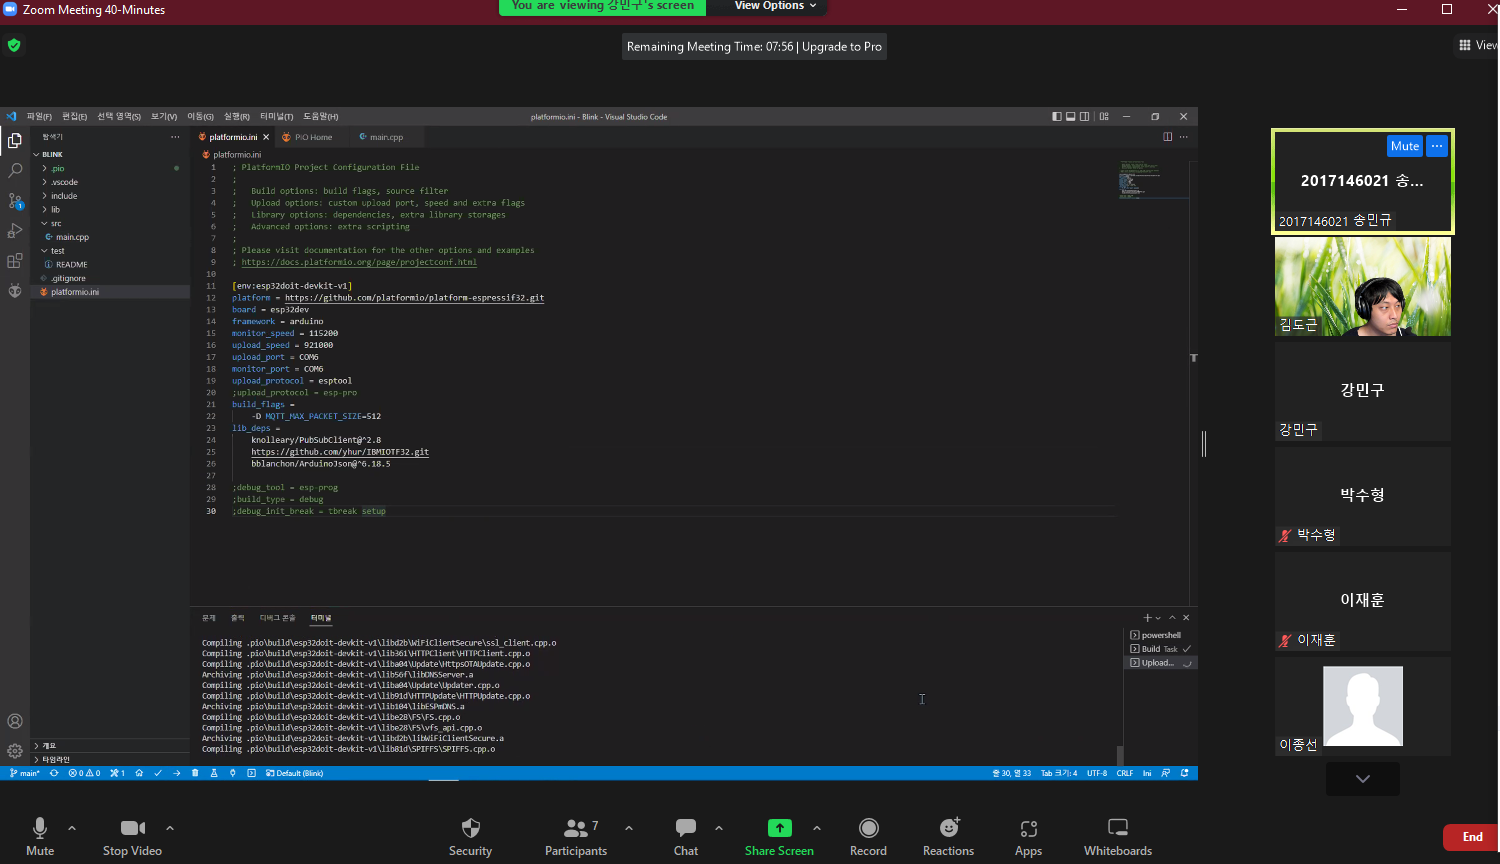 Zoom Meeting 40-Minutes
You are viewing 강민구's screen
View Options
Remaining Meeting Time: 07:56 | Upgrade to Pro
View
파일(F) 편집(E) 선택 영역(S) 보기(V) 이동(G) 실행(R) 터미널(T) 도움말(H)
platformio.ini - Blink - Visual Studio Code
탐색기
BLINK
.pio
.vscode
include
lib
src
main.cpp
test
README
.gitignore
platformio.ini
개요
타임라인
platformio.ini
PIO Home
main.cpp
platformio.ini
1 ; PlatformIO Project Configuration File
2 ;
3 ;   Build options: build flags, source filter
4 ;   Upload options: custom upload port, speed and extra flags
5 ;   Library options: dependencies, extra library storages
6 ;   Advanced options: extra scripting
7 ;
8 ; Please visit documentation for the other options and examples
9 ; https://docs.platformio.org/page/projectconf.html
10
11 [env:esp32doit-devkit-v1]
12 platform = https://github.com/platformio/platform-espressif32.git
13 board = esp32dev
14 framework = arduino
15 monitor_speed = 115200
16 upload_speed = 921000
17 upload_port = COM6
18 monitor_port = COM6
19 upload_protocol = esptool
20 ;upload_protocol = esp-pro
21 build_flags =
22     -D MQTT_MAX_PACKET_SIZE=512
23 lib_deps =
24     knolleary/PubSubClient@^2.8
25     https://github.com/yhur/IBMIOTF32.git
26     bblanchon/ArduinoJson@^6.18.5
27
28 ;debug_tool = esp-prog
29 ;build_type = debug
30 ;debug_init_break = tbreak setup
문제 출력 디버그 콘솔 터미널
Compiling .pio\build\esp32doit-devkit-v1\libd2b\WiFiClientSecure\ssl_client.cpp.o
Compiling .pio\build\esp32doit-devkit-v1\lib361\HTTPClient\HTTPClient.cpp.o
Compiling .pio\build\esp32doit-devkit-v1\liba04\Update\HttpsOTAUpdate.cpp.o
Archiving .pio\build\esp32doit-devkit-v1\lib56f\libDNSServer.a
Compiling .pio\build\esp32doit-devkit-v1\liba04\Update\Updater.cpp.o
Compiling .pio\build\esp32doit-devkit-v1\lib91d\HTTPUpdate\HTTPUpdate.cpp.o
Archiving .pio\build\esp32doit-devkit-v1\lib104\libESPmDNS.a
Compiling .pio\build\esp32doit-devkit-v1\libe28\FS\FS.cpp.o
Compiling .pio\build\esp32doit-devkit-v1\libe28\FS\vfs_api.cpp.o
Archiving .pio\build\esp32doit-devkit-v1\libd2b\libWiFiClientSecure.a
Compiling .pio\build\esp32doit-devkit-v1\lib81d\SPIFFS\SPIFFS.cpp.o
powershell
Build Task
Upload...
main* 0 0 1 Default (Blink)
줄 30, 열 33 Tab 크기: 4 UTF-8 CRLF Ini
Mute ...
2017146021 송...
2017146021 송민규
김도근
강민구
강민구
박수형
박수형
이재훈
이재훈
이종선
Mute
Stop Video
Security
Participants 7
Chat
Share Screen
Record
Reactions
Apps
Whiteboards
End